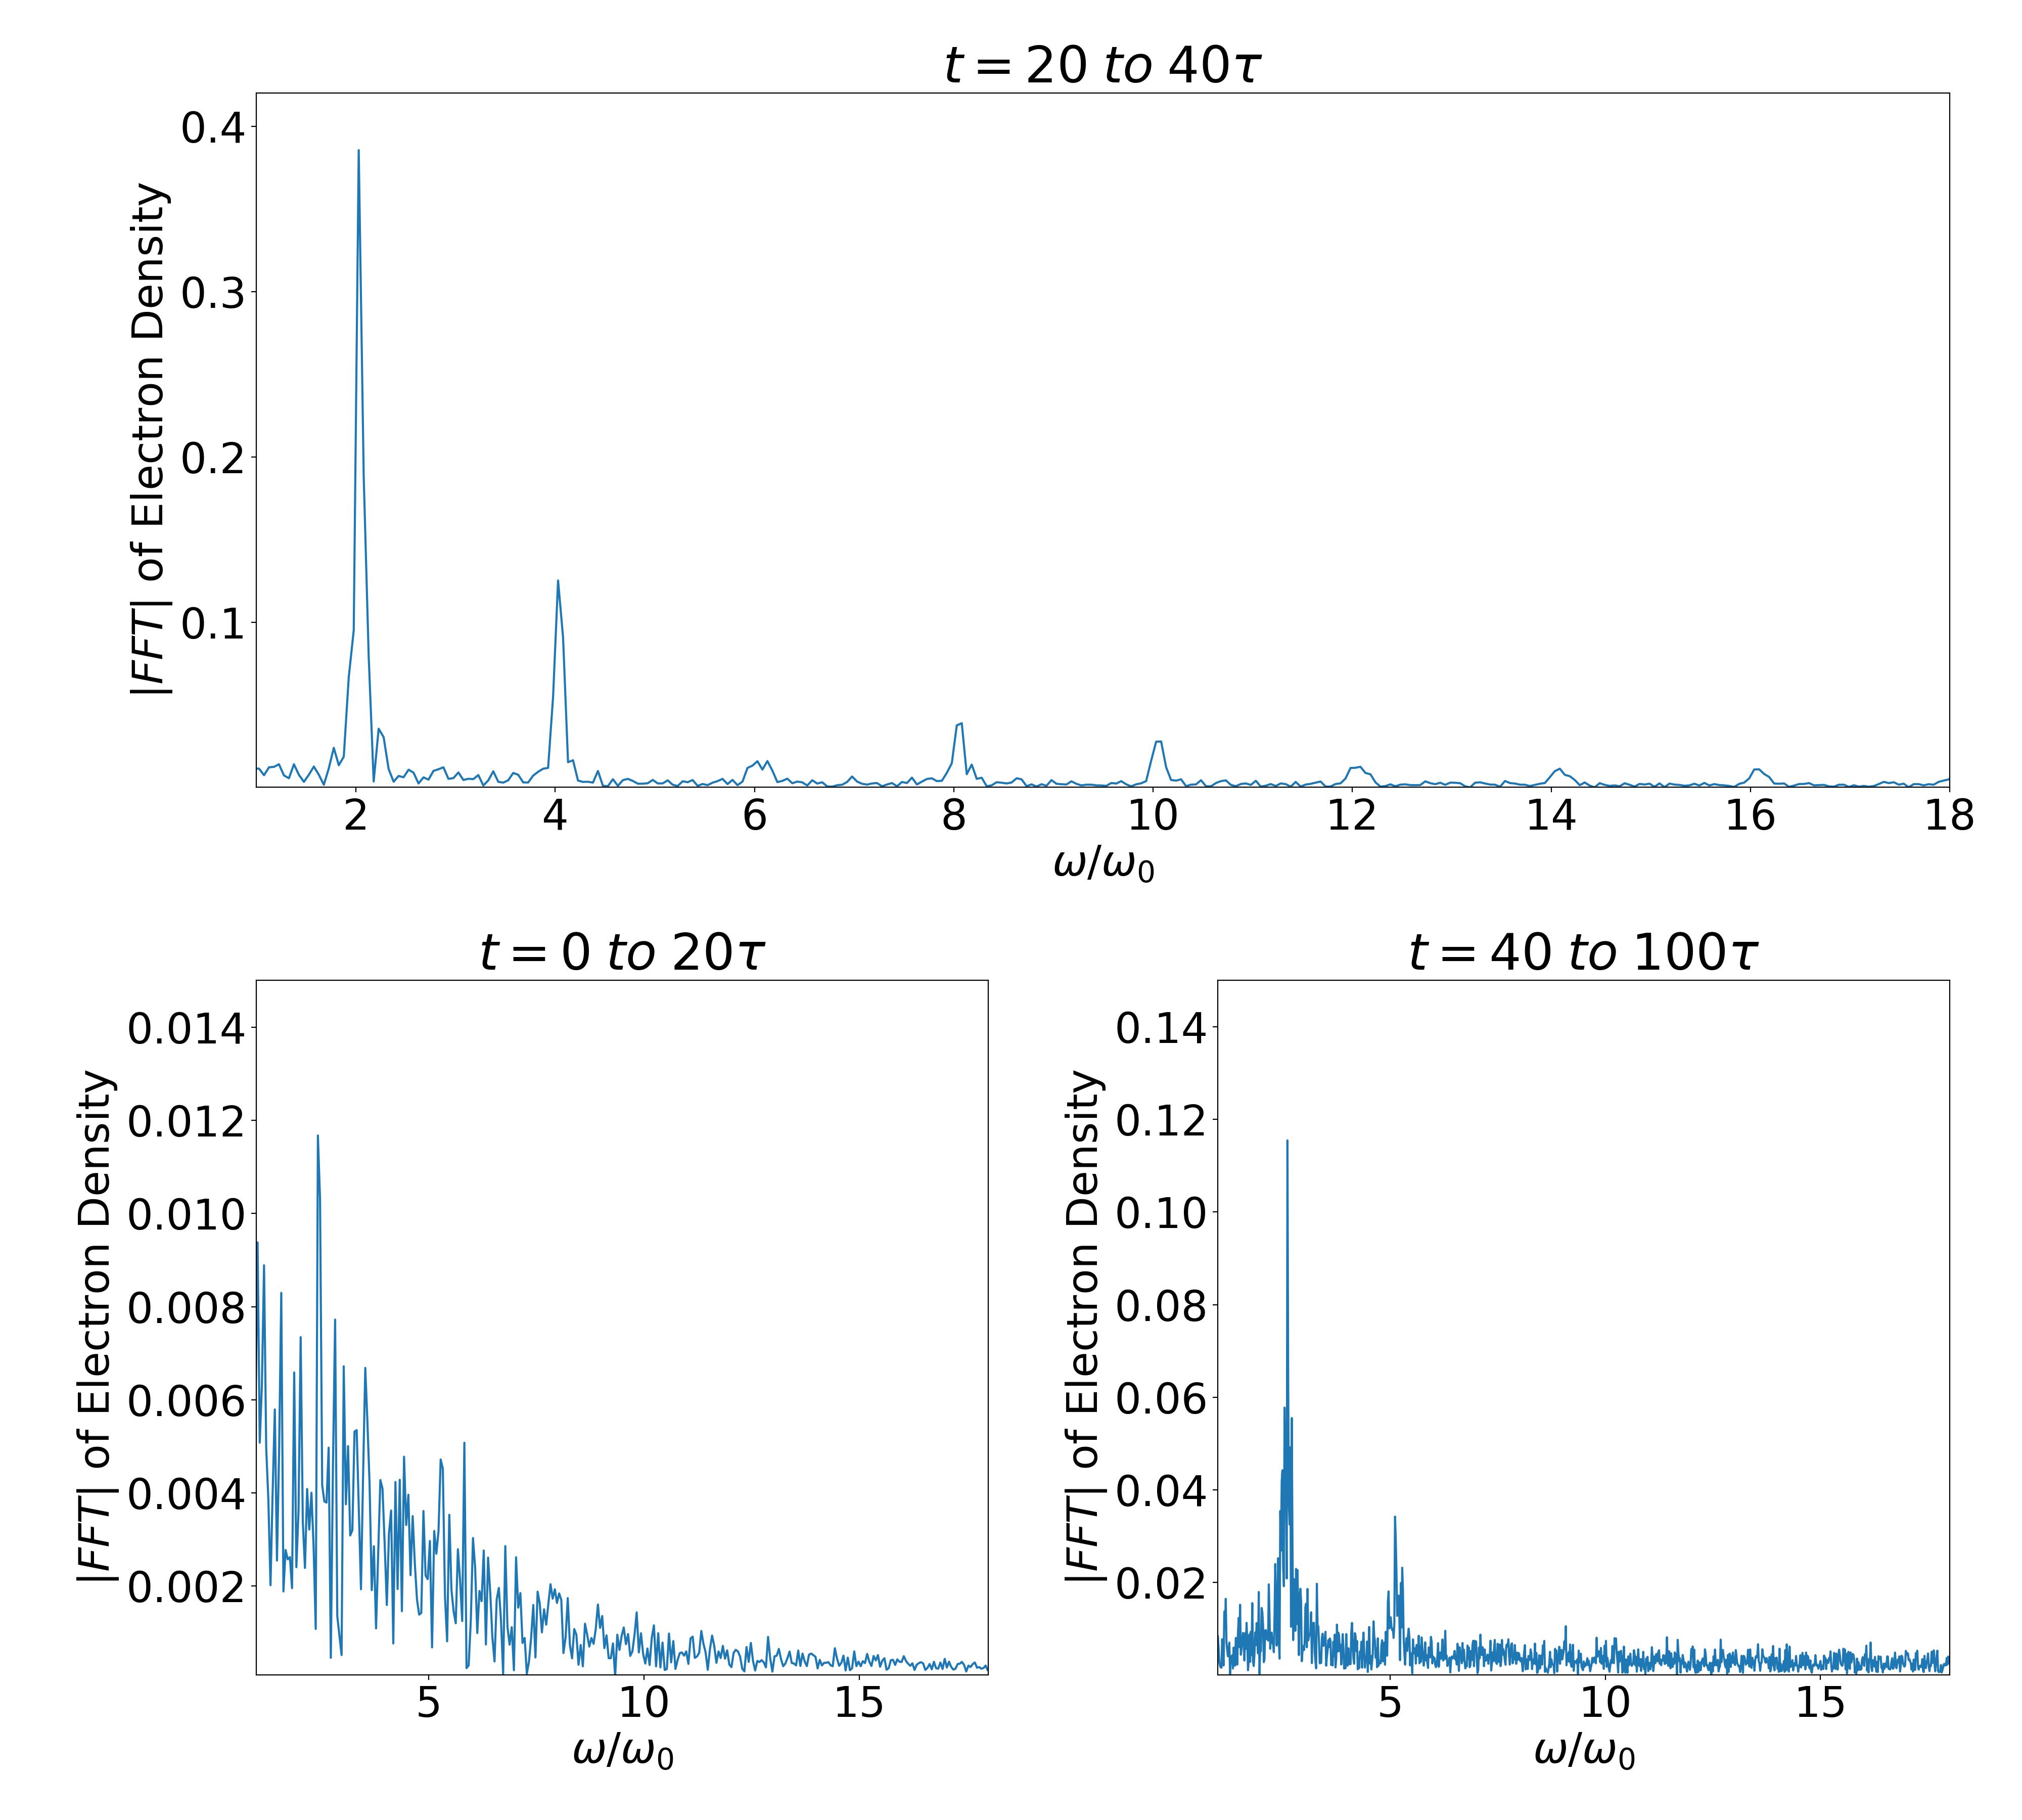 t = 20 to 40τ
|FFT| of Electron Density
0.4
0.3
0.2
0.1
2 4 6 8 10 12 14 16 18
ω/ω₀
t = 0 to 20τ
|FFT| of Electron Density
0.014
0.012
0.010
0.008
0.006
0.004
0.002
5 10 15
ω/ω₀
t = 40 to 100τ
|FFT| of Electron Density
0.14
0.12
0.10
0.08
0.06
0.04
0.02
5 10 15
ω/ω₀